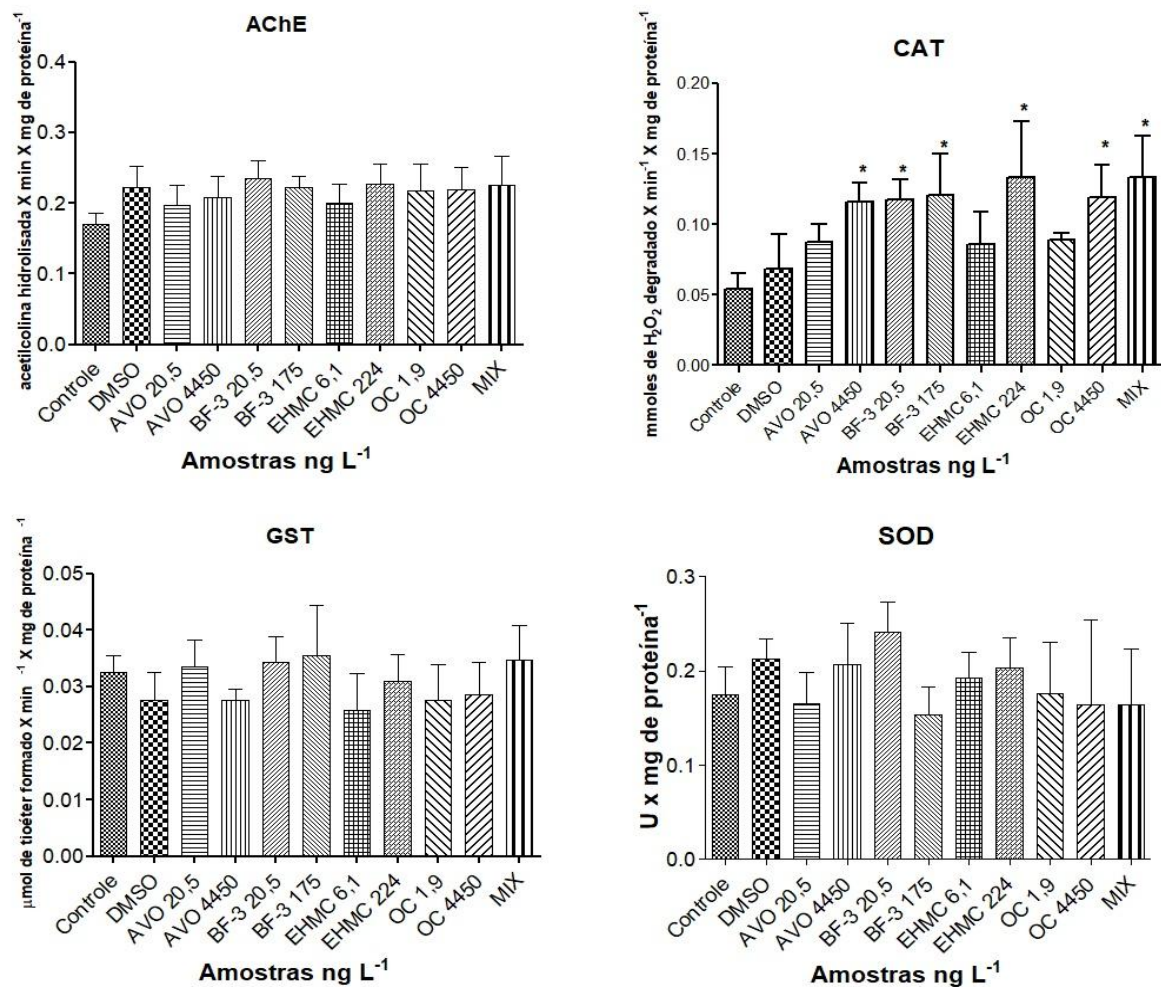 AChE
acetilcolina hidrolisada X min X mg de proteína⁻¹
0.4
0.3
0.2
0.1
0.0
Controle
DMSO
AVO 20,5
AVO 4450
BF-3 20,5
BF-3 175
EHMC 6,1
EHMC 224
OC 1,9
OC 4450
MIX
Amostras ng L⁻¹
CAT
mmoles de H₂O₂ degradado X min⁻¹ X mg de proteína⁻¹
0.20
0.15
0.10
0.05
0.00
* * * * * *
Controle
DMSO
AVO 20,5
AVO 4450
BF-3 20,5
BF-3 175
EHMC 6,1
EHMC 224
OC 1,9
OC 4450
MIX
Amostras ng L⁻¹
GST
µmol de tioéter formado X min ⁻¹ X mg de proteína ⁻¹
0.05
0.04
0.03
0.02
0.01
0.00
Controle
DMSO
AVO 20,5
AVO 4450
BF-3 20,5
BF-3 175
EHMC 6,1
EHMC 224
OC 1,9
OC 4450
MIX
Amostras ng L⁻¹
SOD
U x mg de proteína⁻¹
0.3
0.2
0.1
0.0
Controle
DMSO
AVO 20,5
AVO 4450
BF-3 20,5
BF-3 175
EHMC 6,1
EHMC 224
OC 1,9
OC 4450
MIX
Amostras ng L⁻¹